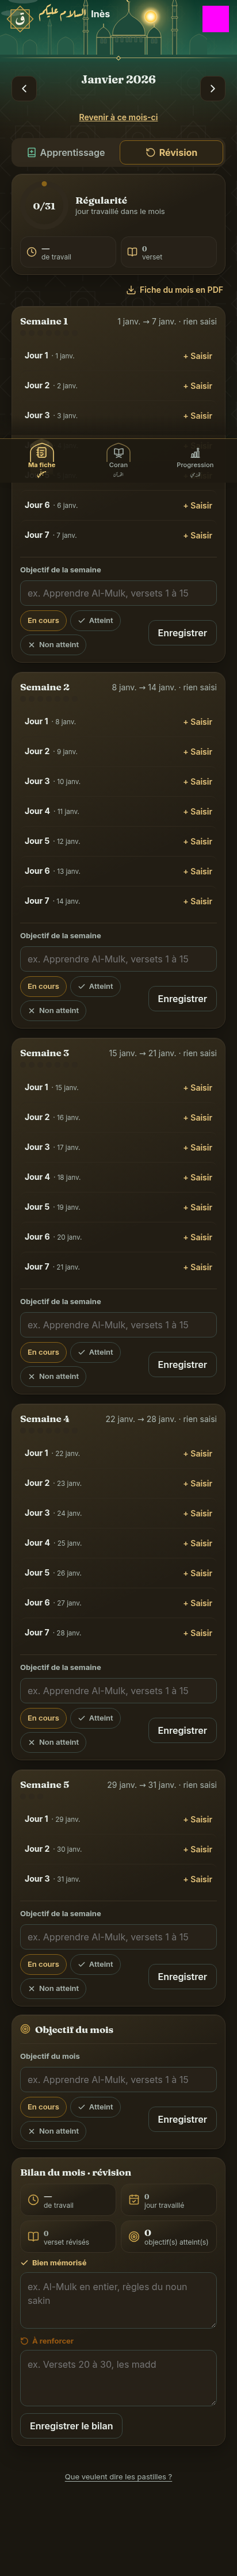 السلام عليكم Inès
Janvier 2026
Revenir à ce mois-ci
Apprentissage
Révision
0/31
Régularité
jour travaillé dans le mois
—
de travail
0
verset
Fiche du mois en PDF
Semaine 1
1 janv. → 7 janv. · rien saisi
Jour 1 · 1 janv.
+ Saisir
Jour 2 · 2 janv.
+ Saisir
Jour 3 · 3 janv.
+ Saisir
Ma fiche
Coran
Progression
Jour 6 · 6 janv.
+ Saisir
Jour 7 · 7 janv.
+ Saisir
Objectif de la semaine
ex. Apprendre Al-Mulk, versets 1 à 15
En cours
Atteint
Non atteint
Enregistrer
Semaine 2
8 janv. → 14 janv. · rien saisi
Jour 1 · 8 janv.
+ Saisir
Jour 2 · 9 janv.
+ Saisir
Jour 3 · 10 janv.
+ Saisir
Jour 4 · 11 janv.
+ Saisir
Jour 5 · 12 janv.
+ Saisir
Jour 6 · 13 janv.
+ Saisir
Jour 7 · 14 janv.
+ Saisir
Objectif de la semaine
ex. Apprendre Al-Mulk, versets 1 à 15
En cours
Atteint
Non atteint
Enregistrer
Semaine 3
15 janv. → 21 janv. · rien saisi
Jour 1 · 15 janv.
+ Saisir
Jour 2 · 16 janv.
+ Saisir
Jour 3 · 17 janv.
+ Saisir
Jour 4 · 18 janv.
+ Saisir
Jour 5 · 19 janv.
+ Saisir
Jour 6 · 20 janv.
+ Saisir
Jour 7 · 21 janv.
+ Saisir
Objectif de la semaine
ex. Apprendre Al-Mulk, versets 1 à 15
En cours
Atteint
Non atteint
Enregistrer
Semaine 4
22 janv. → 28 janv. · rien saisi
Jour 1 · 22 janv.
+ Saisir
Jour 2 · 23 janv.
+ Saisir
Jour 3 · 24 janv.
+ Saisir
Jour 4 · 25 janv.
+ Saisir
Jour 5 · 26 janv.
+ Saisir
Jour 6 · 27 janv.
+ Saisir
Jour 7 · 28 janv.
+ Saisir
Objectif de la semaine
ex. Apprendre Al-Mulk, versets 1 à 15
En cours
Atteint
Non atteint
Enregistrer
Semaine 5
29 janv. → 31 janv. · rien saisi
Jour 1 · 29 janv.
+ Saisir
Jour 2 · 30 janv.
+ Saisir
Jour 3 · 31 janv.
+ Saisir
Objectif de la semaine
ex. Apprendre Al-Mulk, versets 1 à 15
En cours
Atteint
Non atteint
Enregistrer
Objectif du mois
Objectif du mois
ex. Apprendre Al-Mulk, versets 1 à 15
En cours
Atteint
Non atteint
Enregistrer
Bilan du mois · révision
—
de travail
0
jour travaillé
0
verset révisés
0
objectif(s) atteint(s)
Bien mémorisé
ex. Al-Mulk en entier, règles du noun
sakin
À renforcer
ex. Versets 20 à 30, les madd
Enregistrer le bilan
Que veulent dire les pastilles ?